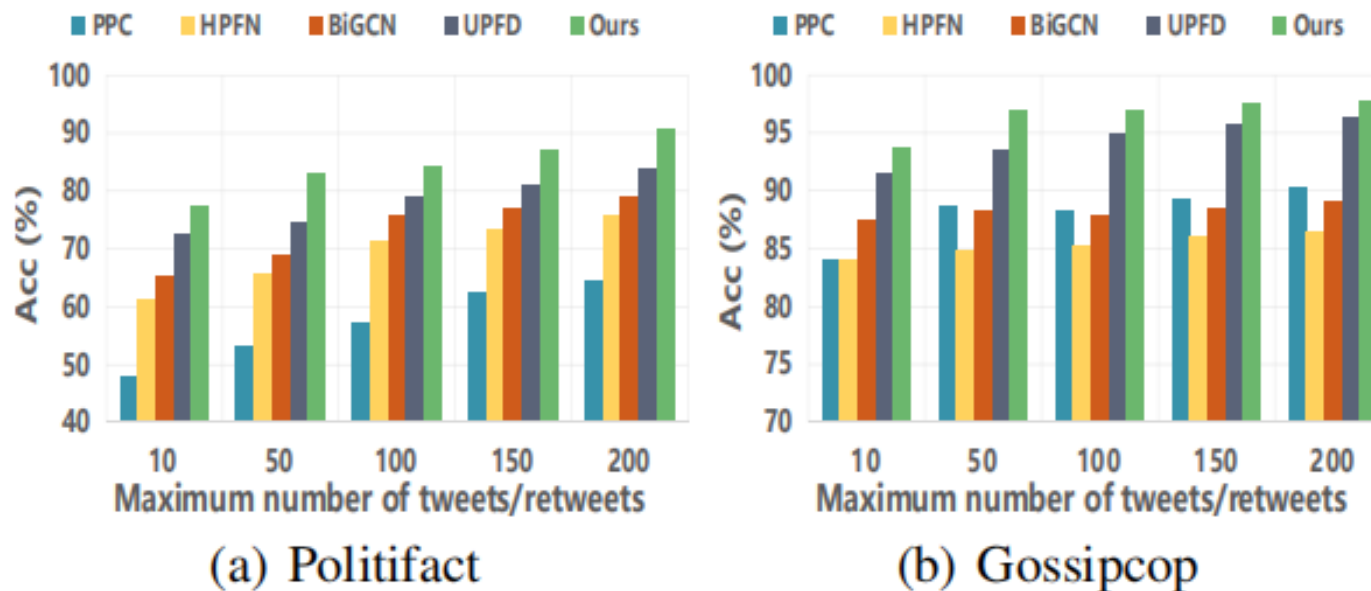 PPC HPFN BiGCN UPFD Ours
100
90
80
70
60
50
40
Acc (%)
10 50 100 150 200
Maximum number of tweets/retweets
(a) Politifact
PPC HPFN BiGCN UPFD Ours
100
95
90
85
80
75
70
Acc (%)
10 50 100 150 200
Maximum number of tweets/retweets
(b) Gossipcop